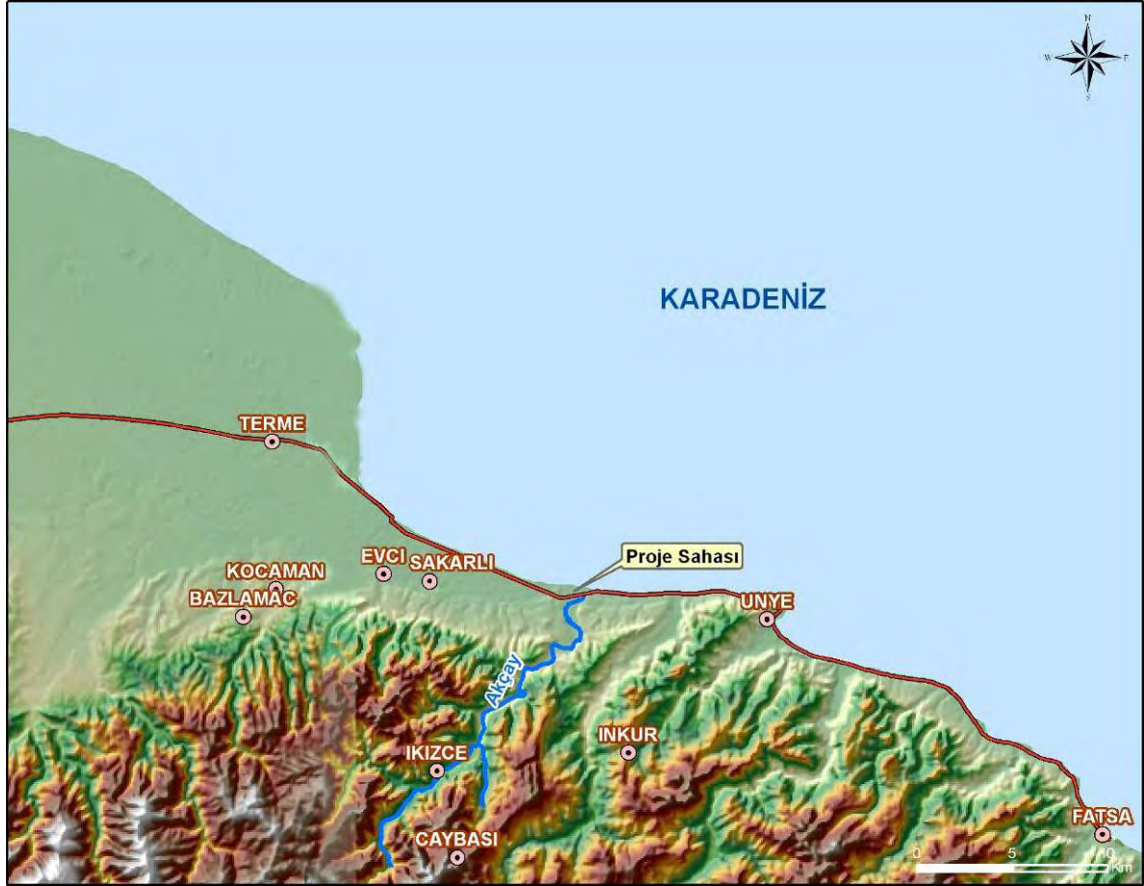 N
W E
S
KARADENİZ
TERME
Proje Sahası
EVCI SAKARLI
KOCAMAN
BAZLAMAC
UNYE
Akçay
INKUR
IKIZCE
FATSA
CAYBASI
0 5 10
Km